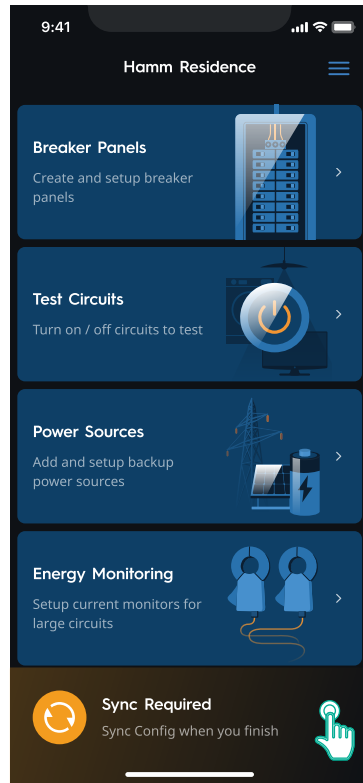 9:41
Hamm Residence
Breaker Panels
Create and setup breaker
panels
Test Circuits
Turn on / off circuits to test
Power Sources
Add and setup backup
power sources
Energy Monitoring
Setup current monitors for
large circuits
Sync Required
Sync Config when you finish